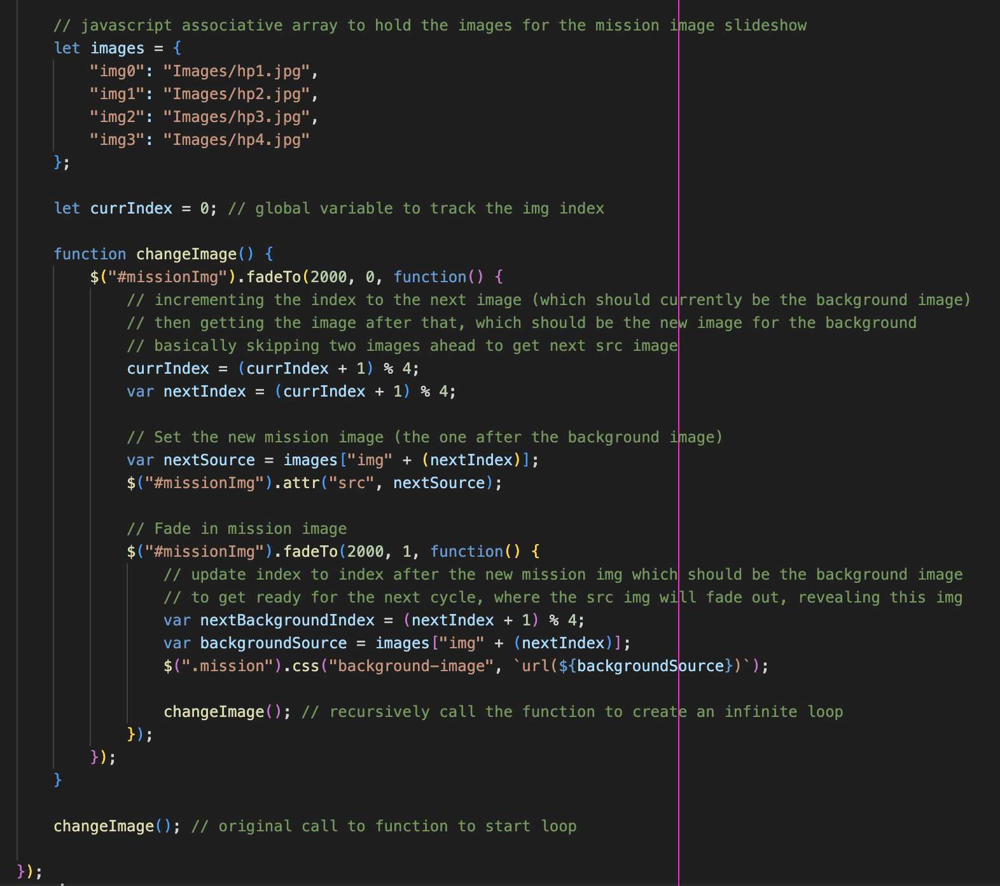 // javascript associative array to hold the images for the mission image slideshow
let images = {
"img0": "Images/hp1.jpg",
"img1": "Images/hp2.jpg",
"img2": "Images/hp3.jpg",
"img3": "Images/hp4.jpg"
};
let currIndex = 0; // global variable to track the img index
function changeImage() {
$("#missionImg").fadeTo(2000, 0, function() {
// incrementing the index to the next image (which should currently be the background image)
// then getting the image after that, which should be the new image for the background
// basically skipping two images ahead to get next src image
currIndex = (currIndex + 1) % 4;
var nextIndex = (currIndex + 1) % 4;
// Set the new mission image (the one after the background image)
var nextSource = images["img" + (nextIndex)];
$("#missionImg").attr("src", nextSource);
// Fade in mission image
$("#missionImg").fadeTo(2000, 1, function() {
// update index to index after the new mission img which should be the background image
// to get ready for the next cycle, where the src img will fade out, revealing this img
var nextBackgroundIndex = (nextIndex + 1) % 4;
var backgroundSource = images["img" + (nextIndex)];
$(".mission").css("background-image", `url(${backgroundSource})`);
changeImage(); // recursively call the function to create an infinite loop
});
});
}
changeImage(); // original call to function to start loop
});